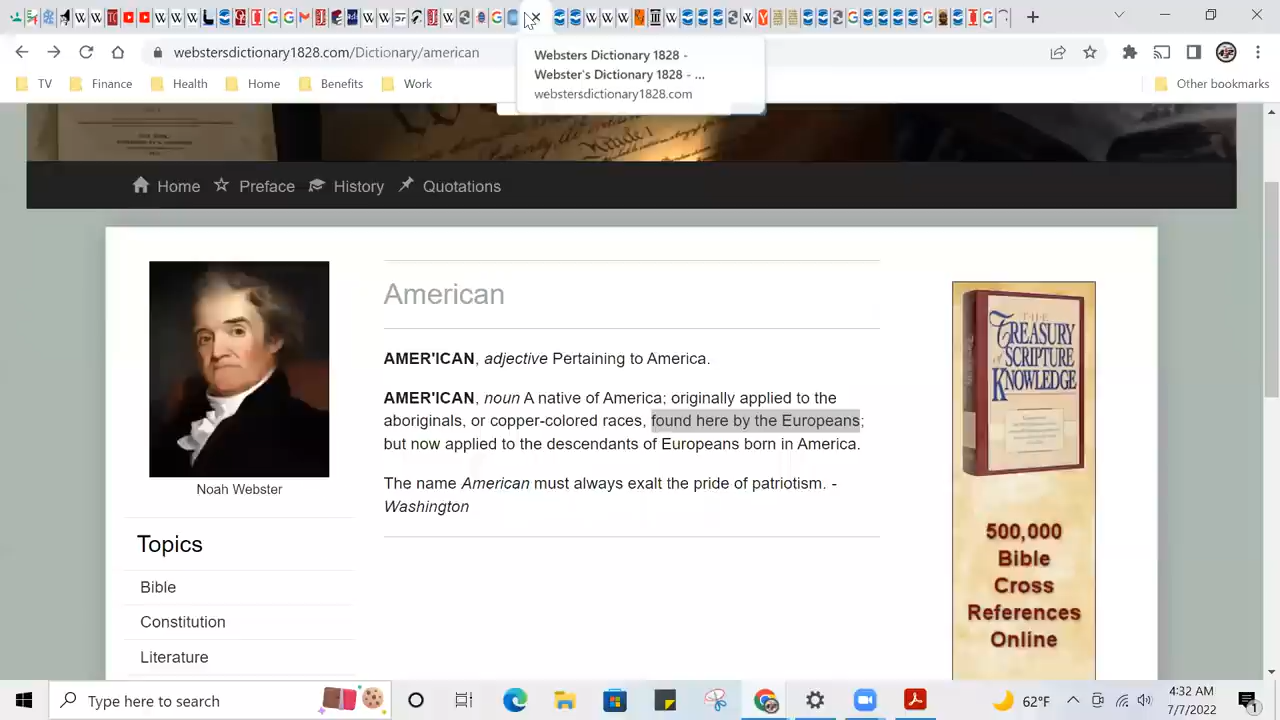 webstersdictionary1828.com/Dictionary/american
Websters Dictionary 1828 -
Webster's Dictionary 1828 - ...
webstersdictionary1828.com
TV
Finance
Health
Home
Benefits
Work
Other bookmarks
Home
Preface
History
Quotations
American
AMER'ICAN, adjective Pertaining to America.
AMER'ICAN, noun A native of America; originally applied to the
aboriginals, or copper-colored races, found here by the Europeans;
but now applied to the descendants of Europeans born in America.
The name American must always exalt the pride of patriotism. -
Washington
Noah Webster
Topics
Bible
Constitution
Literature
THE
TREASURY
of SCRIPTURE
KNOWLEDGE
500,000
Bible
Cross
References
Online
Type here to search
62°F
4:32 AM
7/7/2022
1